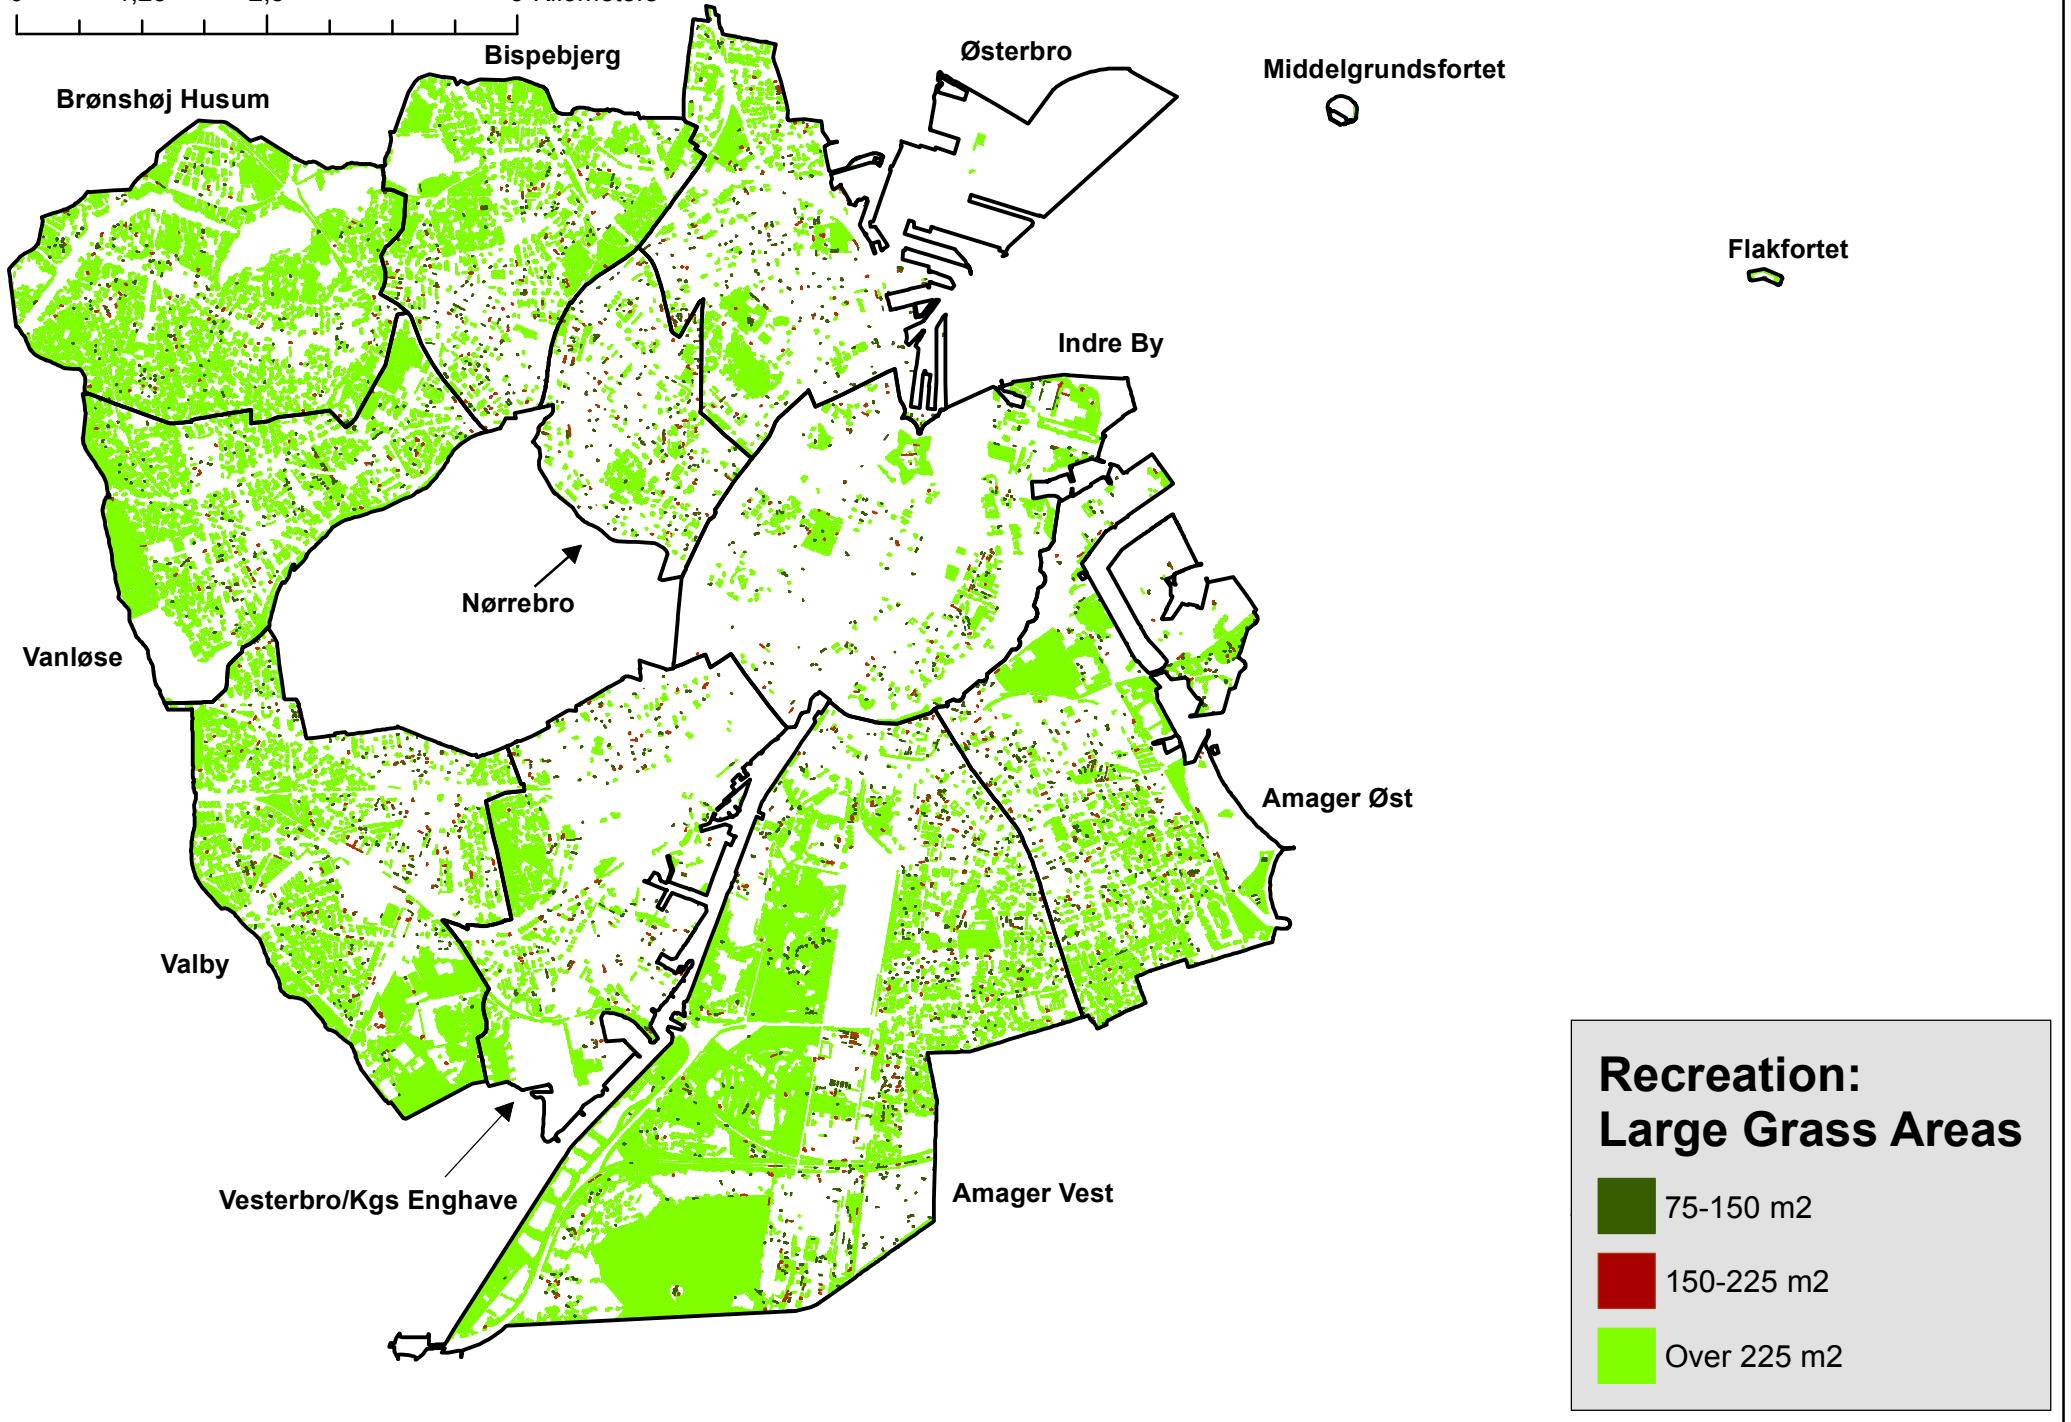 Bispebjerg
Østerbro
Middelgrundsfortet
Brønshøj Husum
Flakfortet
Indre By
Nørrebro
Vanløse
Amager Øst
Valby
Vesterbro/Kgs Enghave
Amager Vest
Recreation:
Large Grass Areas
75-150 m2
150-225 m2
Over 225 m2